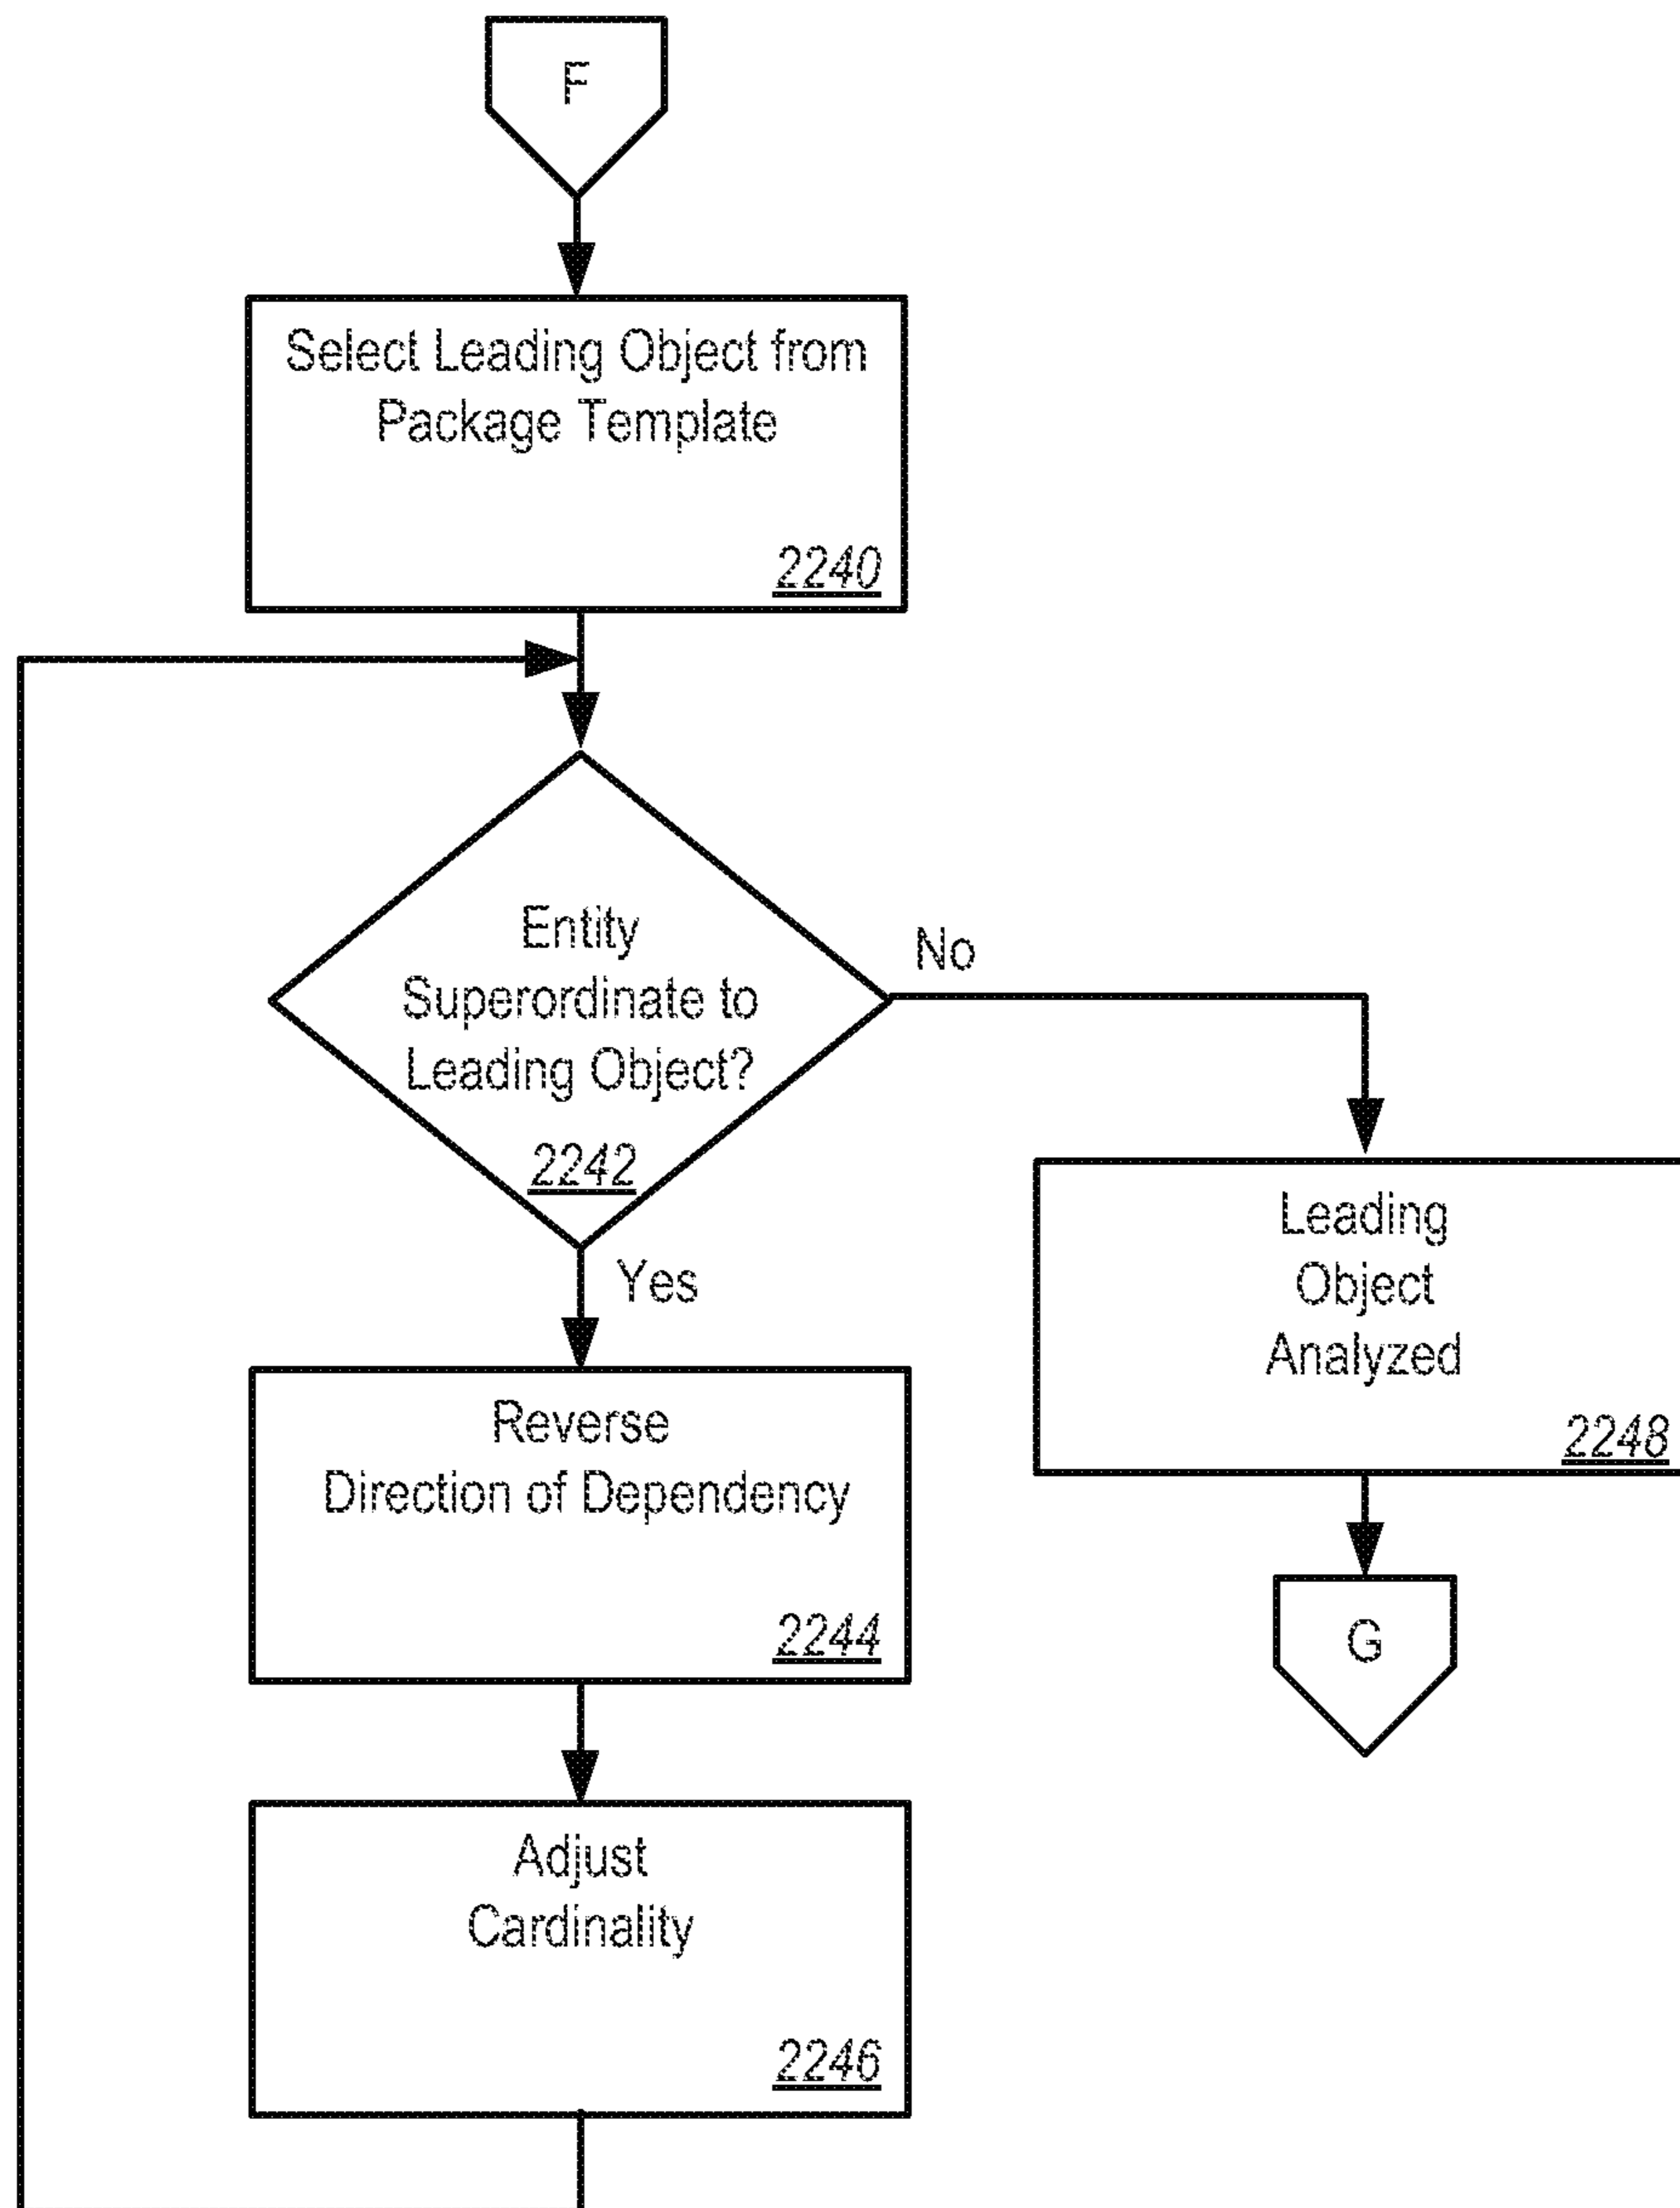 F
Select Leading Object from
Package Template
2240
Entity
Superordinate to
Leading Object?
2242
No
Yes
Leading
Object
Analyzed
2248
Reverse
Direction of Dependency
2244
G
Adjust
Cardinality
2246